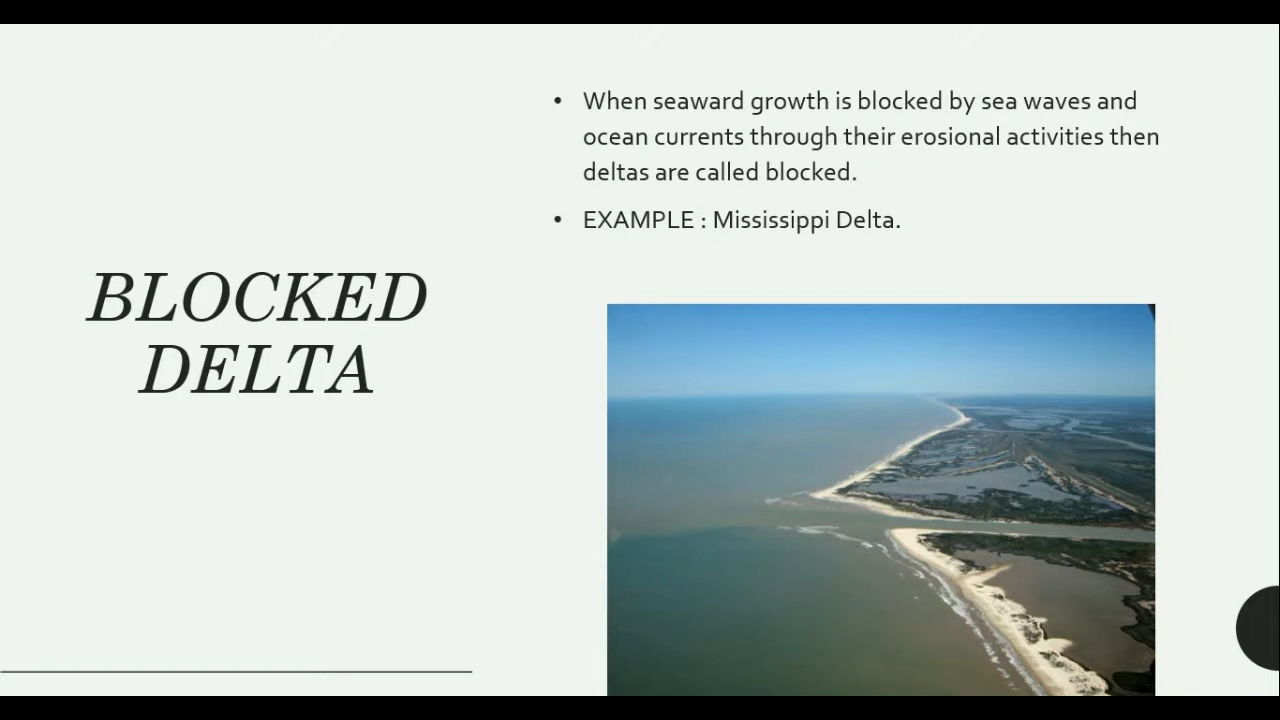 BLOCKED
DELTA
• When seaward growth is blocked by sea waves and
ocean currents through their erosional activities then
deltas are called blocked.
• EXAMPLE : Mississippi Delta.